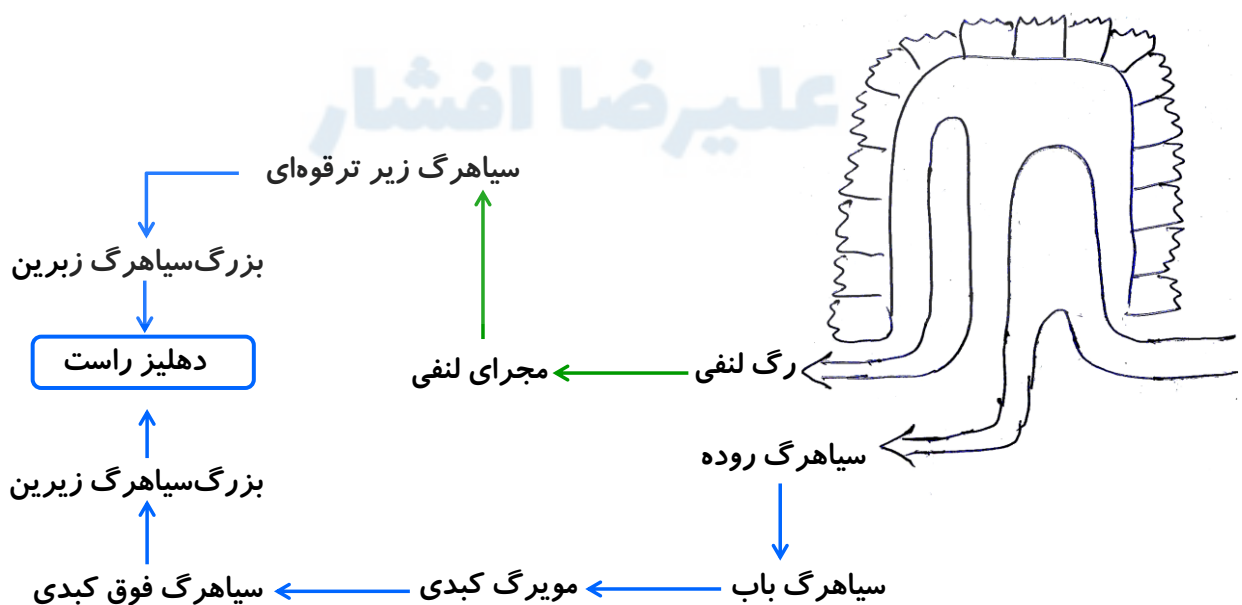 علیرضا افشار
سیاهرگ زیر ترقوه‌ای
بزرگ‌سیاهرگ زبرین
دهلیز راست
رگ لنفی
مجرای لنفی
سیاهرگ روده
بزرگ‌سیاهرگ زیرین
سیاهرگ باب
مویرگ کبدی
سیاهرگ فوق کبدی